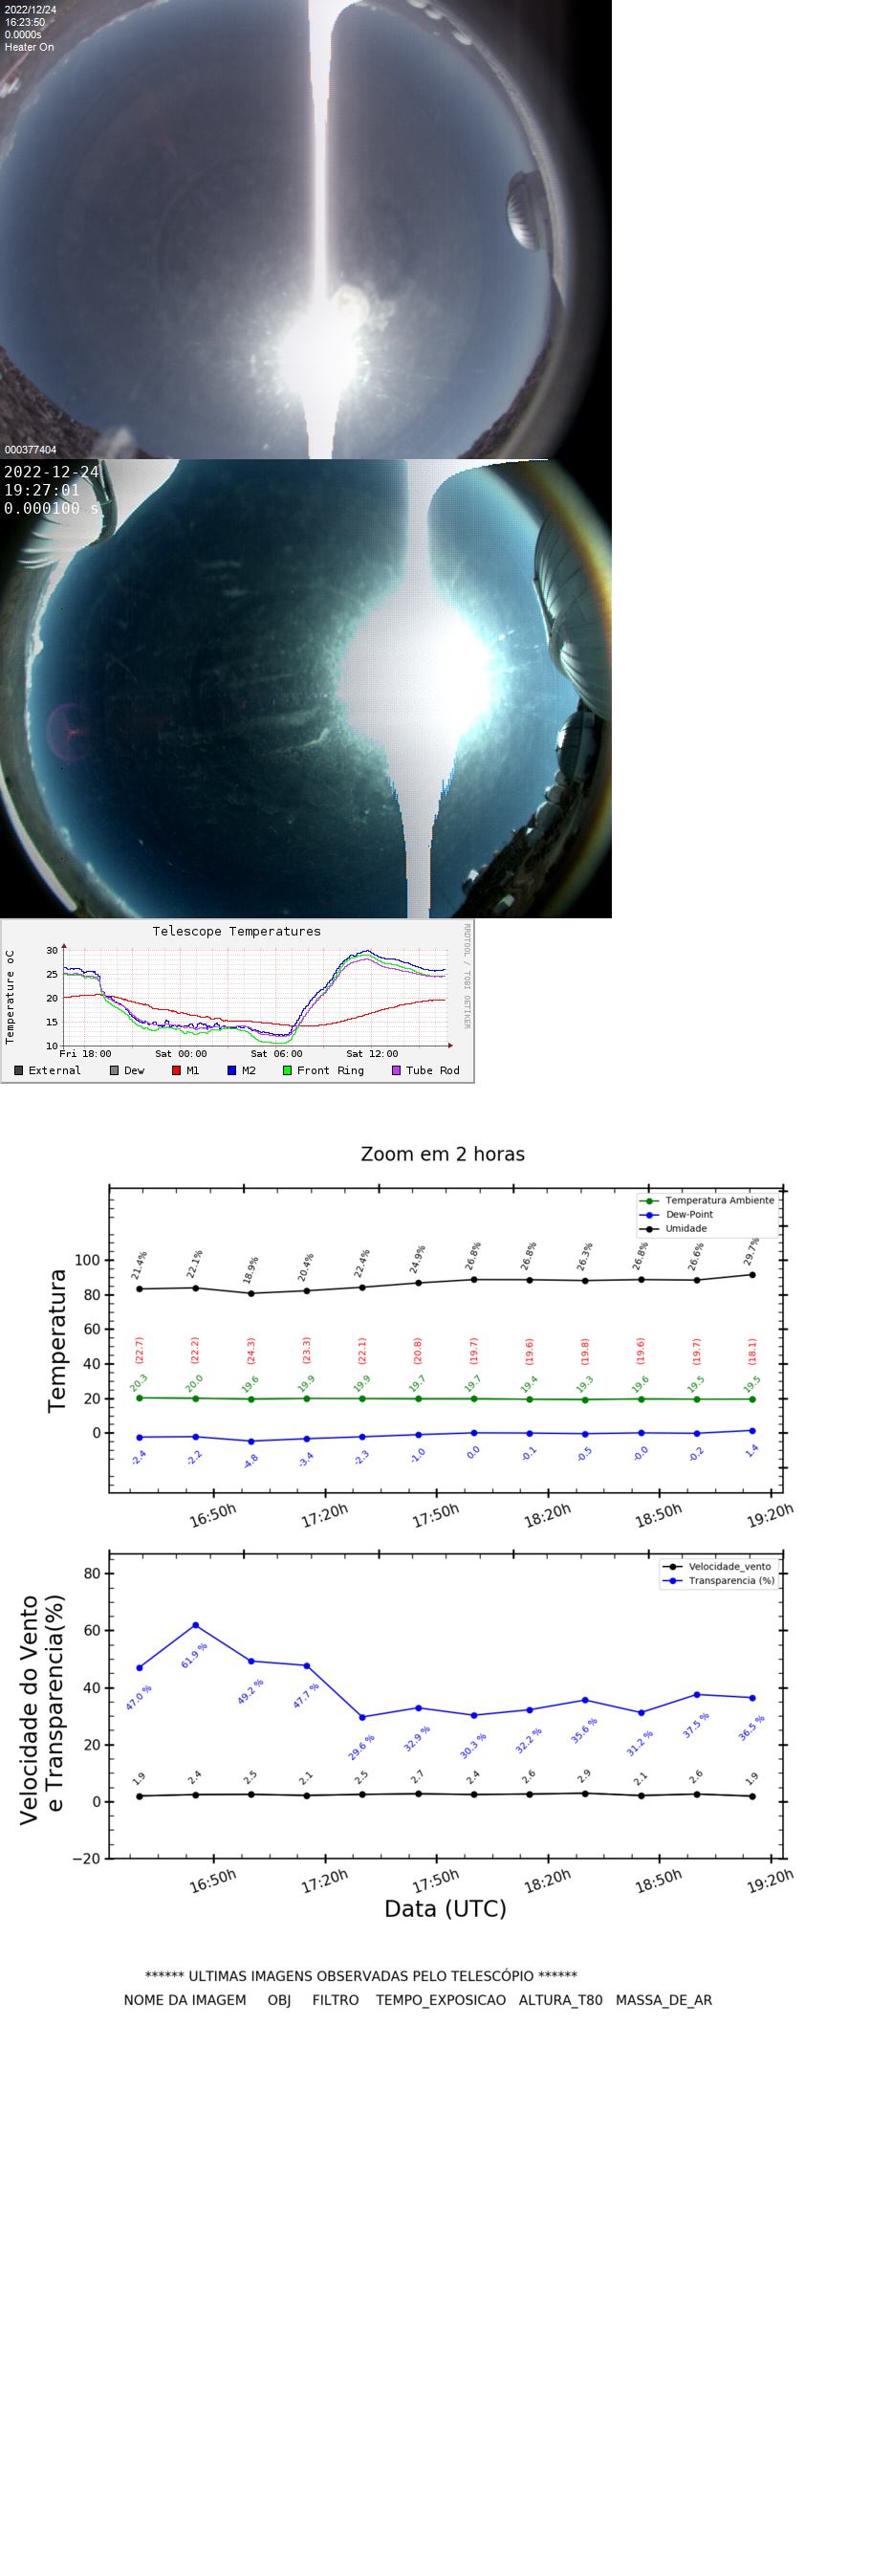 2022/12/24
16:23:50
0.0000s
Heater On
000377404
2022-12-24
19:27:01
0.000100 s
Telescope Temperatures
RRDTOOL / TOBI OETIKER
Temperature oC
30
25
20
15
10
Fri 18:00 Sat 00:00 Sat 06:00 Sat 12:00
External Dew M1 M2 Front Ring Tube Rod
Zoom em 2 horas
Temperatura Ambiente
Dew-Point
Umidade
Temperatura
100
80
60
40
20
0
21.4% 22.1% 18.9% 20.4% 22.4% 24.9% 26.8% 26.8% 26.3% 26.8% 26.6% 29.7%
(22.7) (22.2) (24.3) (23.3) (22.1) (20.8) (19.7) (19.6) (19.8) (19.6) (19.7) (18.1)
20.3 20.0 19.6 19.9 19.9 19.7 19.7 19.4 19.3 19.6 19.5 19.5
-2.4 -2.2 -4.8 -3.4 -2.3 -1.0 0.0 -0.1 -0.5 -0.0 -0.2 1.4
16:50h 17:20h 17:50h 18:20h 18:50h 19:20h
Velocidade_vento
Transparencia (%)
Velocidade do Vento
e Transparencia(%)
80
60
40
20
0
−20
47.0 % 61.9 % 49.2 % 47.7 % 29.6 % 32.9 % 30.3 % 32.2 % 35.6 % 31.2 % 37.5 % 36.5 %
1.9 2.4 2.5 2.1 2.5 2.7 2.4 2.6 2.9 2.1 2.6 1.9
16:50h 17:20h 17:50h 18:20h 18:50h 19:20h
Data (UTC)
****** ULTIMAS IMAGENS OBSERVADAS PELO TELESCÓPIO ******
NOME DA IMAGEM OBJ FILTRO TEMPO_EXPOSICAO ALTURA_T80 MASSA_DE_AR